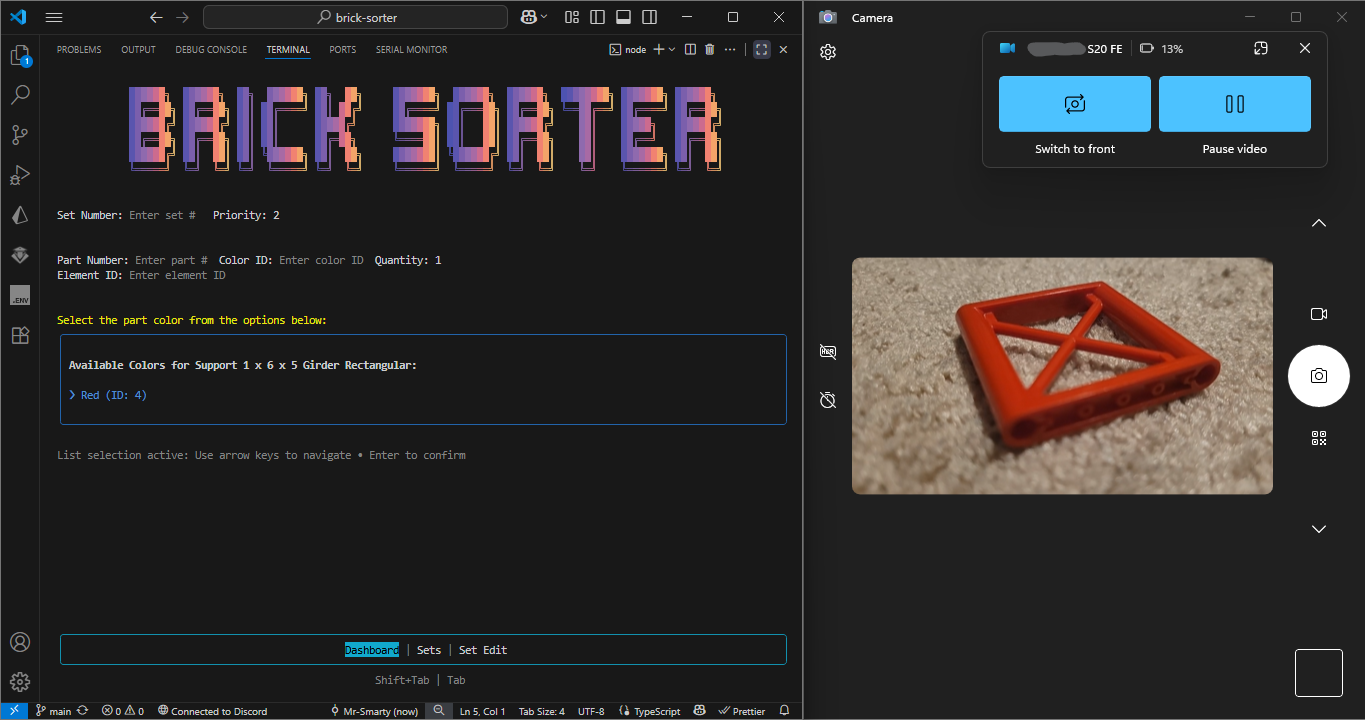 brick-sorter
PROBLEMS OUTPUT DEBUG CONSOLE TERMINAL PORTS SERIAL MONITOR
node
1
BRICK SORTER
Set Number: Enter set # Priority: 2
Part Number: Enter part # Color ID: Enter color ID Quantity: 1
Element ID: Enter element ID
Select the part color from the options below:
Available Colors for Support 1 x 6 x 5 Girder Rectangular:
❯ Red (ID: 4)
List selection active: Use arrow keys to navigate • Enter to confirm
.ENV
Dashboard | Sets | Set Edit
Shift+Tab | Tab
main 0 0 Connected to Discord Mr-Smarty (now) Ln 5, Col 1 Tab Size: 4 UTF-8 TypeScript Prettier
Camera
S20 FE 13%
Switch to front Pause video